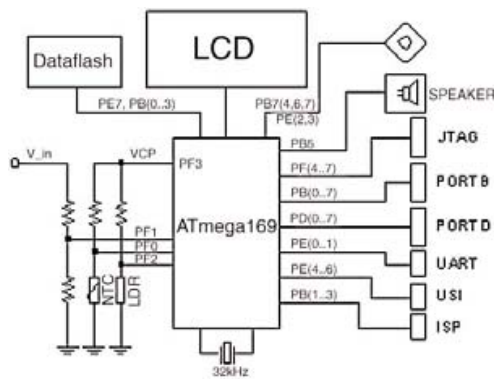 LCD
Dataflash
PE7, PB(0..3)
PB7(4,6,7)
PE(2,3)
SPEAKER
PB5
JTAG
PF(4..7)
V_in
VCP
PF3
PB(0..7)
PORT B
ATmega169
PD(0..7)
PORT D
PF1
PF0
PF2
PE(0..1)
UART
PE(4..6)
USI
NTC
LDR
PB(1..3)
ISP
32kHz